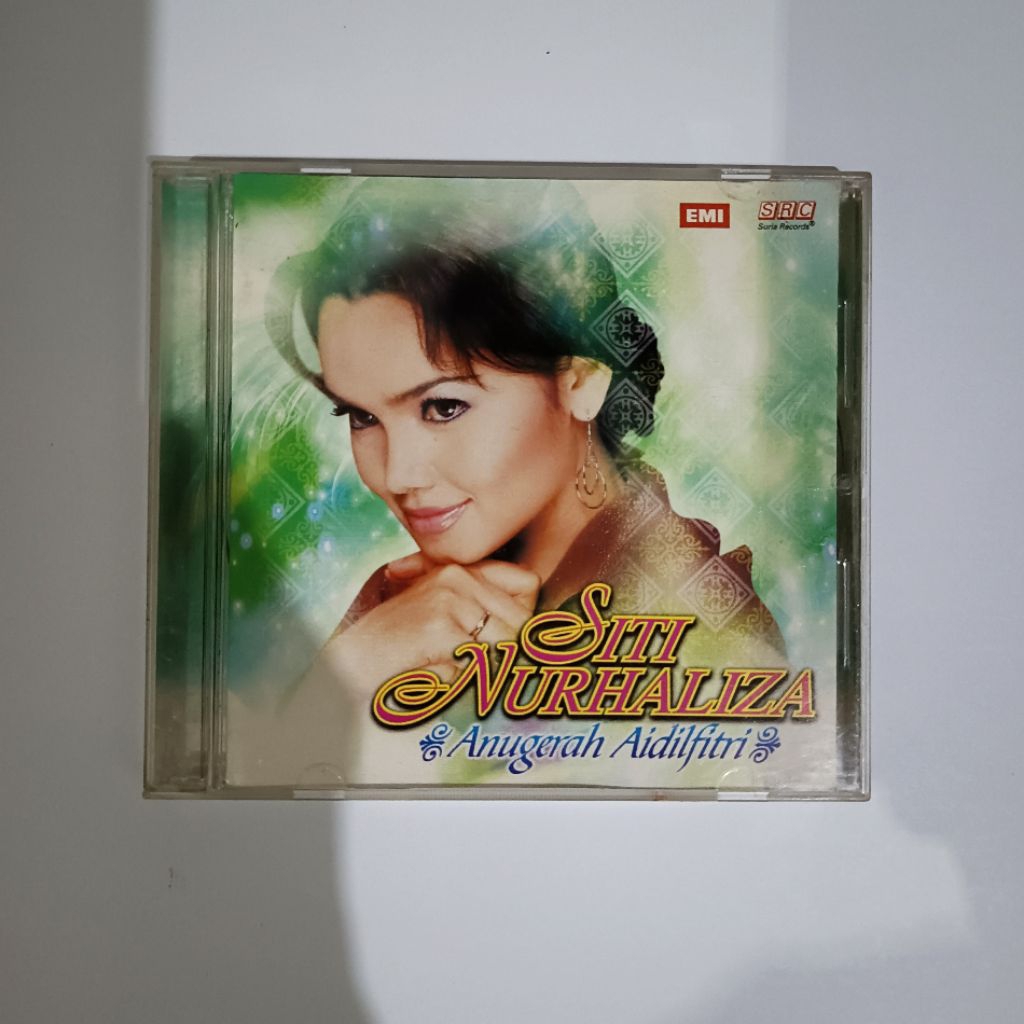 EMI
SRC
Suria Records®
SITI
NURHALIZA
Anugerah Aidilfitri